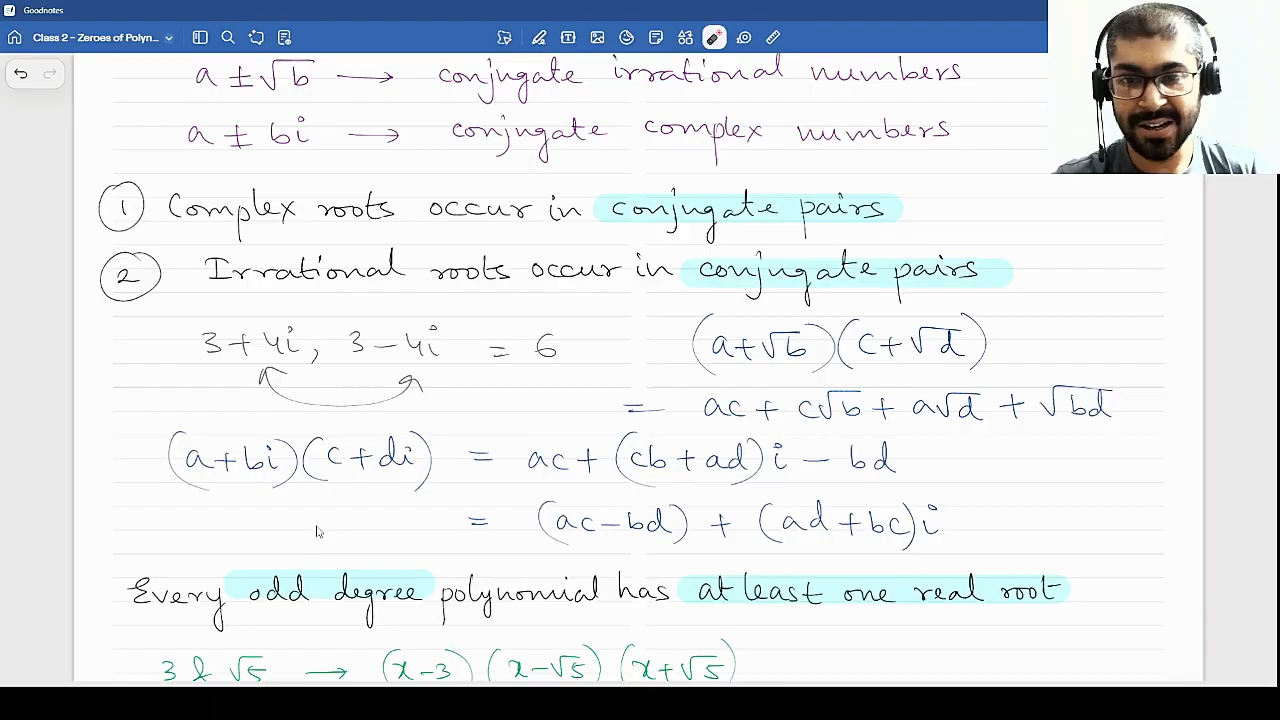 Goodnotes
Class 2 - Zeroes of Polyn...
a ± √b → conjugate irrational numbers
a ± bi → conjugate complex numbers
① Complex roots occur in conjugate pairs
② Irrational roots occur in conjugate pairs
3+4i, 3-4i = 6
(a+√b)(c+√d)
= ac + c√b + a√d + √bd
(a+bi)(c+di) = ac + (cb+ad)i - bd
= (ac-bd) + (ad+bc)i
Every odd degree polynomial has at least one real root
3 & √5 → (x-3) (x-√5) (x+√5)